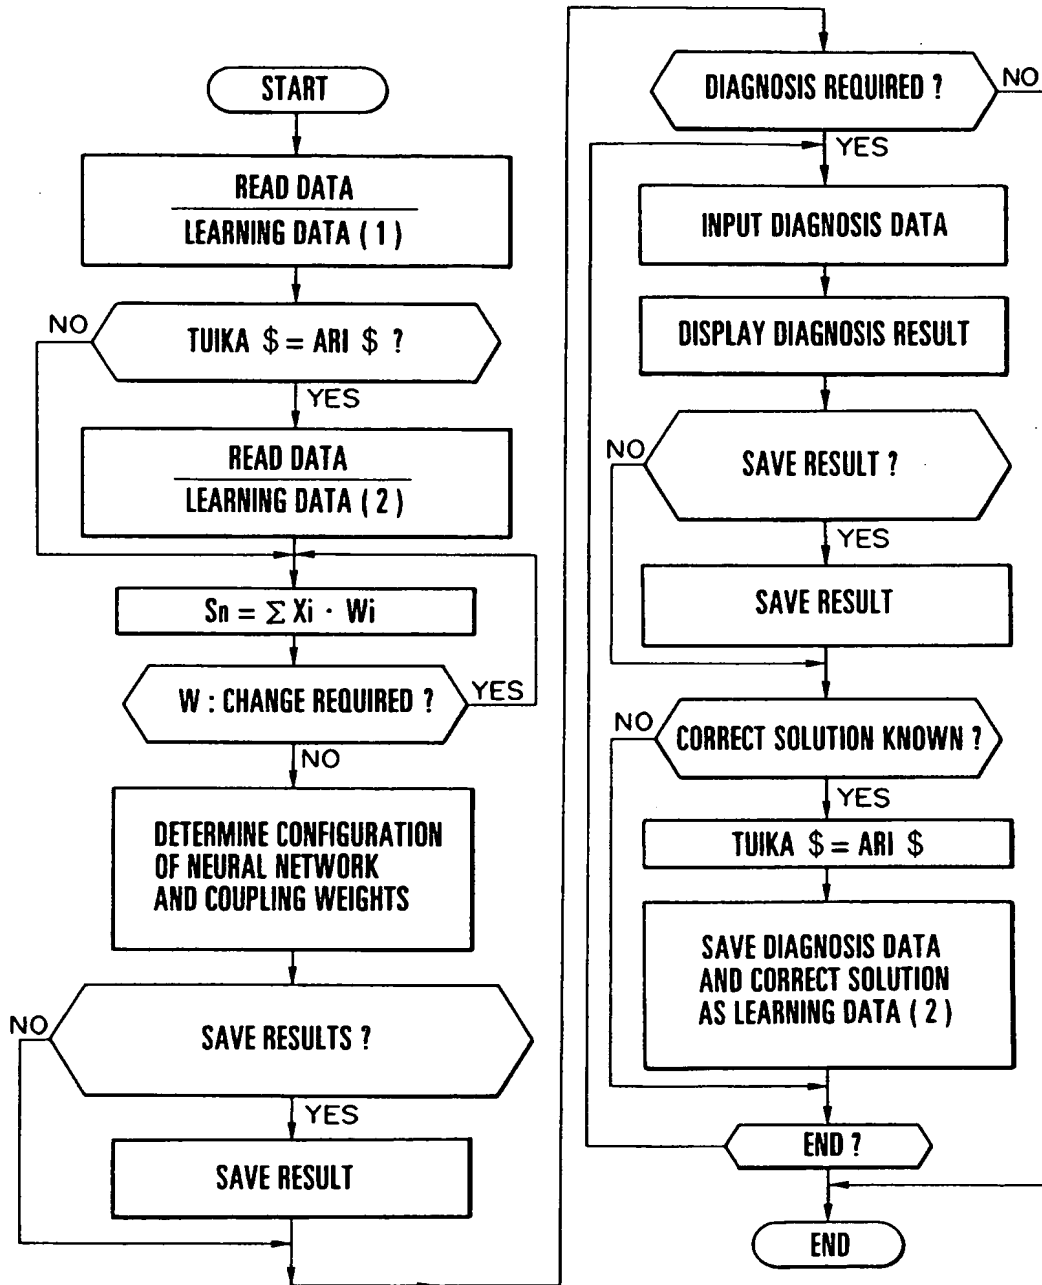 START
READ DATA
LEARNING DATA ( 1 )
NO
TUIKA $ = ARI $ ?
YES
READ DATA
LEARNING DATA ( 2 )
Sn = Σ Xi · Wi
W : CHANGE REQUIRED ?
YES
NO
DETERMINE CONFIGURATION
OF NEURAL NETWORK
AND COUPLING WEIGHTS
NO
SAVE RESULTS ?
YES
SAVE RESULT
DIAGNOSIS REQUIRED ?
NO
YES
INPUT DIAGNOSIS DATA
DISPLAY DIAGNOSIS RESULT
NO
SAVE RESULT ?
YES
SAVE RESULT
NO
CORRECT SOLUTION KNOWN ?
YES
TUIKA $ = ARI $
SAVE DIAGNOSIS DATA
AND CORRECT SOLUTION
AS LEARNING DATA ( 2 )
END ?
END